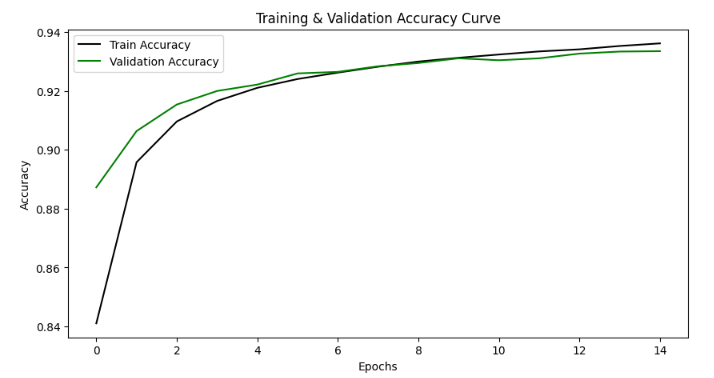 Training & Validation Accuracy Curve
Train Accuracy
Validation Accuracy
Accuracy
0.94
0.92
0.90
0.88
0.86
0.84
0 2 4 6 8 10 12 14
Epochs